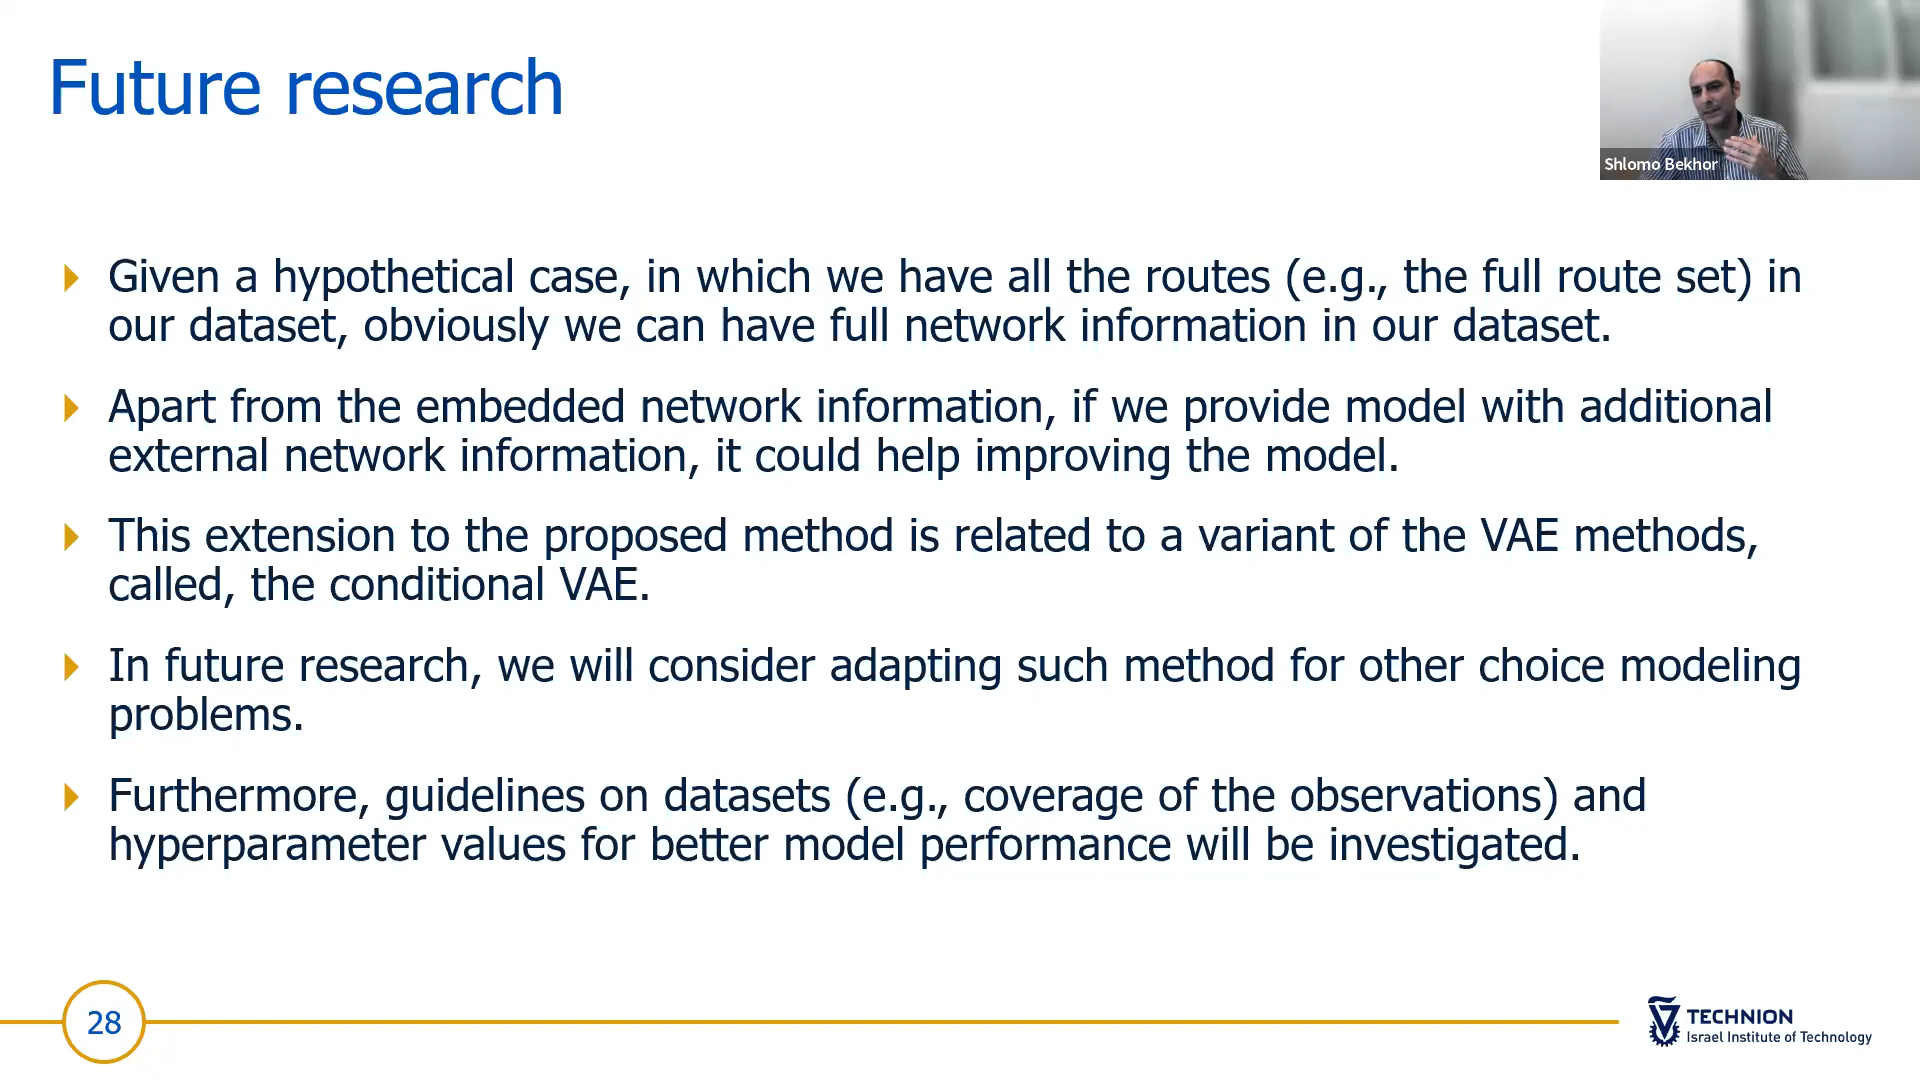 Future research
Shlomo Bekhor
Given a hypothetical case, in which we have all the routes (e.g., the full route set) in
our dataset, obviously we can have full network information in our dataset.
Apart from the embedded network information, if we provide model with additional
external network information, it could help improving the model.
This extension to the proposed method is related to a variant of the VAE methods,
called, the conditional VAE.
In future research, we will consider adapting such method for other choice modeling
problems.
Furthermore, guidelines on datasets (e.g., coverage of the observations) and
hyperparameter values for better model performance will be investigated.
28
TECHNION
Israel Institute of Technology